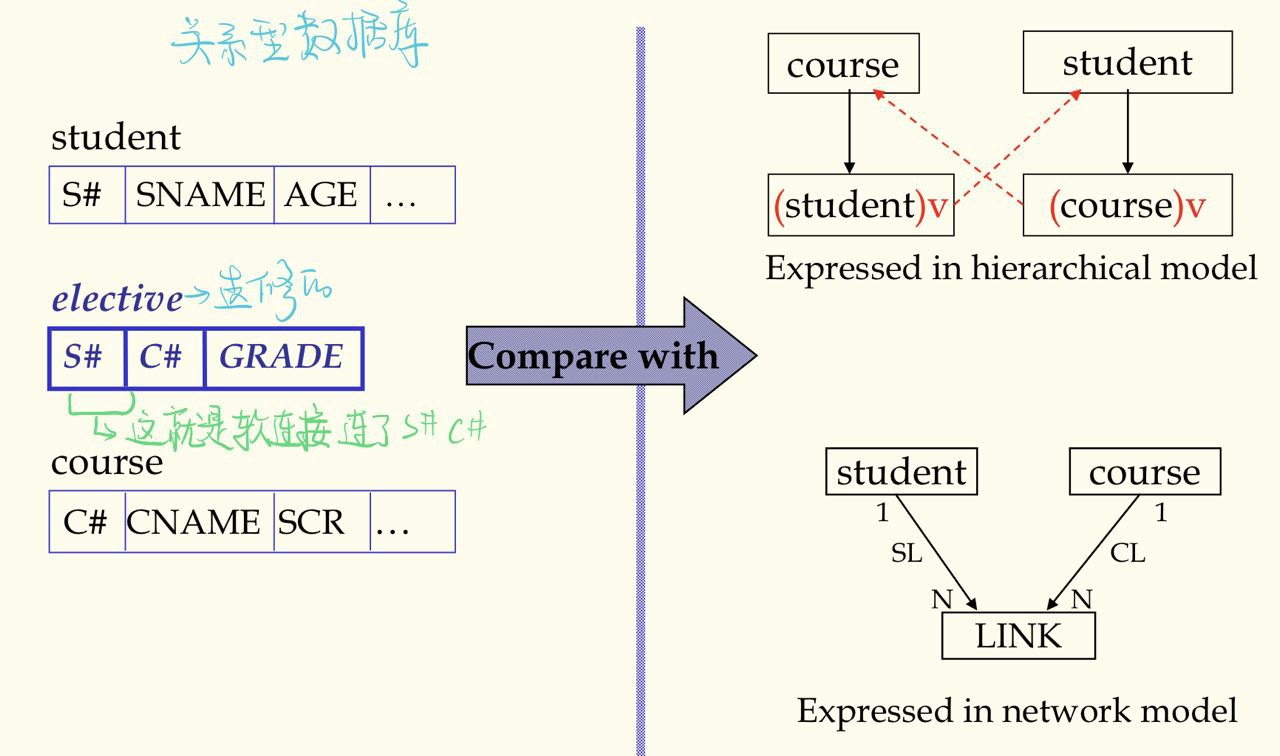 关系型数据库
student
S# SNAME AGE ...
elective→选修的
S# C# GRADE
↳这就是软连接 连了 S# C#
course
C# CNAME SCR ...
Compare with
course student
(student)v (course)v
Expressed in hierarchical model
student course
1 1
SL CL
N N
LINK
Expressed in network model